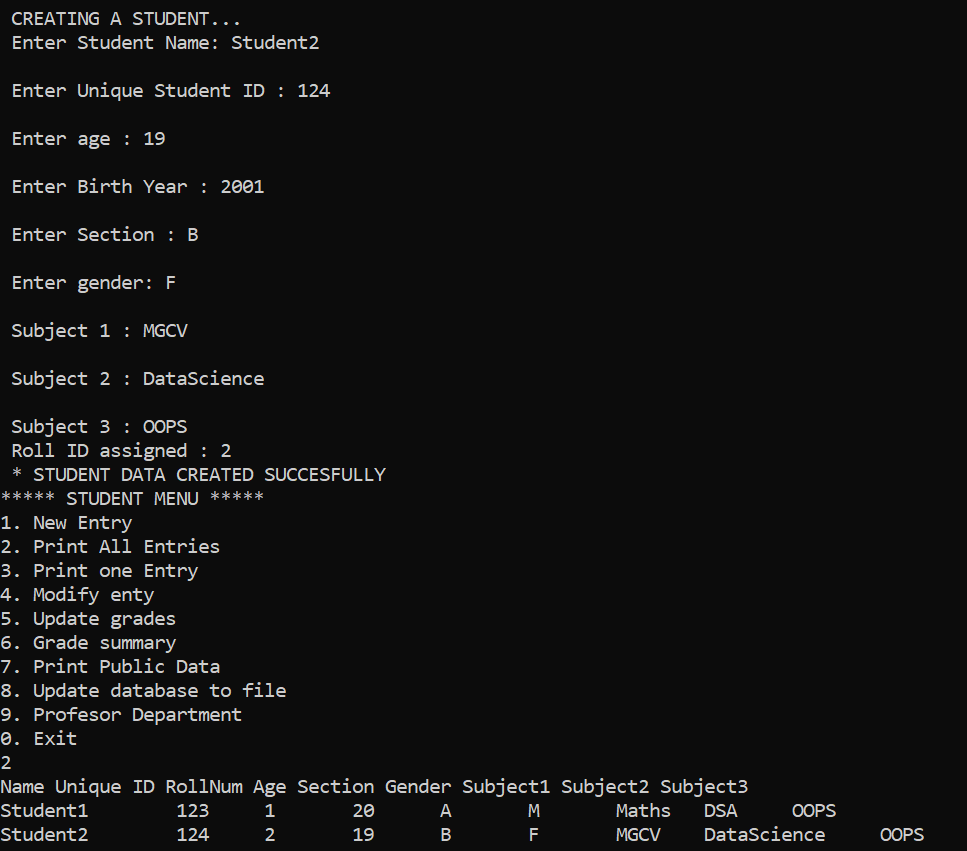 CREATING A STUDENT...
Enter Student Name: Student2
Enter Unique Student ID : 124
Enter age : 19
Enter Birth Year : 2001
Enter Section : B
Enter gender: F
Subject 1 : MGCV
Subject 2 : DataScience
Subject 3 : OOPS
Roll ID assigned : 2
* STUDENT DATA CREATED SUCCESFULLY
***** STUDENT MENU *****
1. New Entry
2. Print All Entries
3. Print one Entry
4. Modify enty
5. Update grades
6. Grade summary
7. Print Public Data
8. Update database to file
9. Profesor Department
0. Exit
2
Name Unique ID RollNum Age Section Gender Subject1 Subject2 Subject3
Student1 123 1 20 A M Maths DSA OOPS
Student2 124 2 19 B F MGCV DataScience OOPS